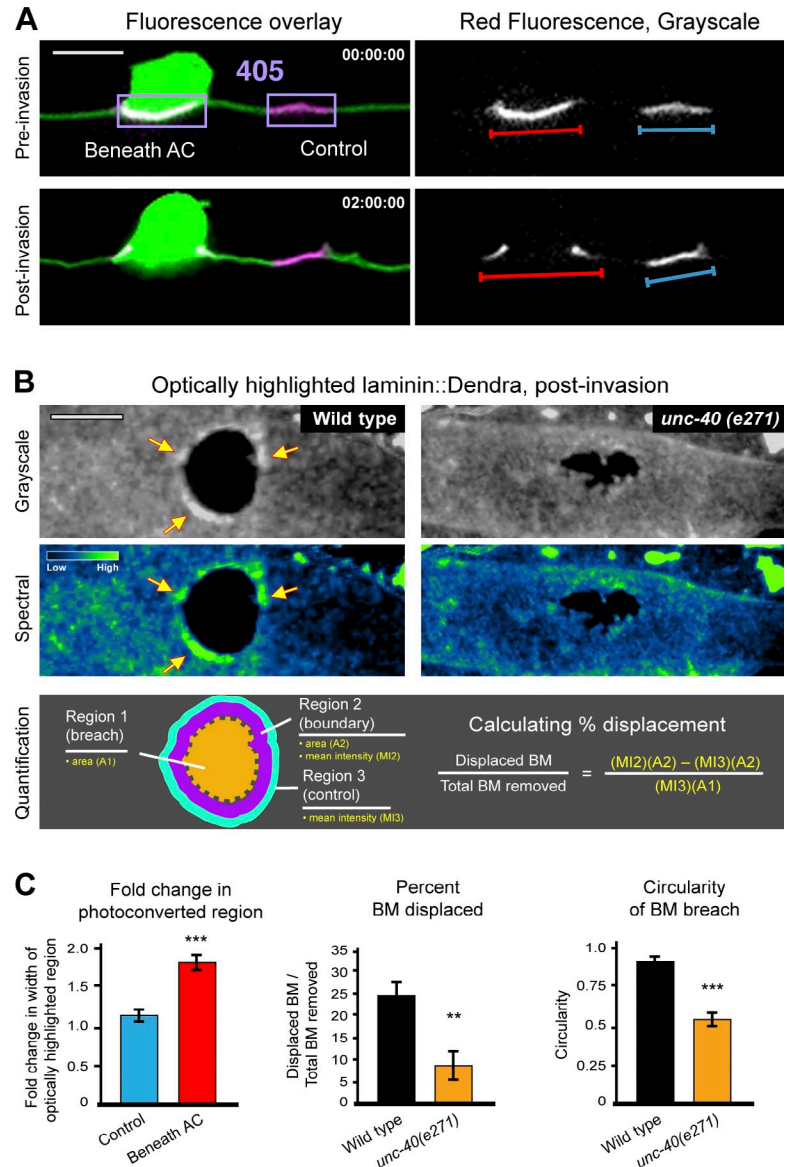 A
Fluorescence overlay
Red Fluorescence, Grayscale
Pre-invasion
405
00:00:00
Beneath AC
Control
Post-invasion
02:00:00
B
Optically highlighted laminin::Dendra, post-invasion
Grayscale
Wild type
unc-40 (e271)
Spectral
Low
High
Quantification
Region 1
(breach)
• area (A1)
Region 2
(boundary)
• area (A2)
• mean intensity (MI2)
Region 3
(control)
• mean intensity (MI3)
Calculating % displacement
Displaced BM
Total BM removed
=
(MI2)(A2) – (MI3)(A2)
(MI3)(A1)
C
Fold change in
photoconverted region
Fold change in width of
optically highlighted region
2.0
1.5
1.0
0.5
0
***
Control
Beneath AC
Percent
BM displaced
Displaced BM /
Total BM removed
35
30
25
20
15
10
5
0
**
Wild type
unc-40(e271)
Circularity
of BM breach
Circularity
1.0
0.75
0.5
0.25
0
***
Wild type
unc-40(e271)